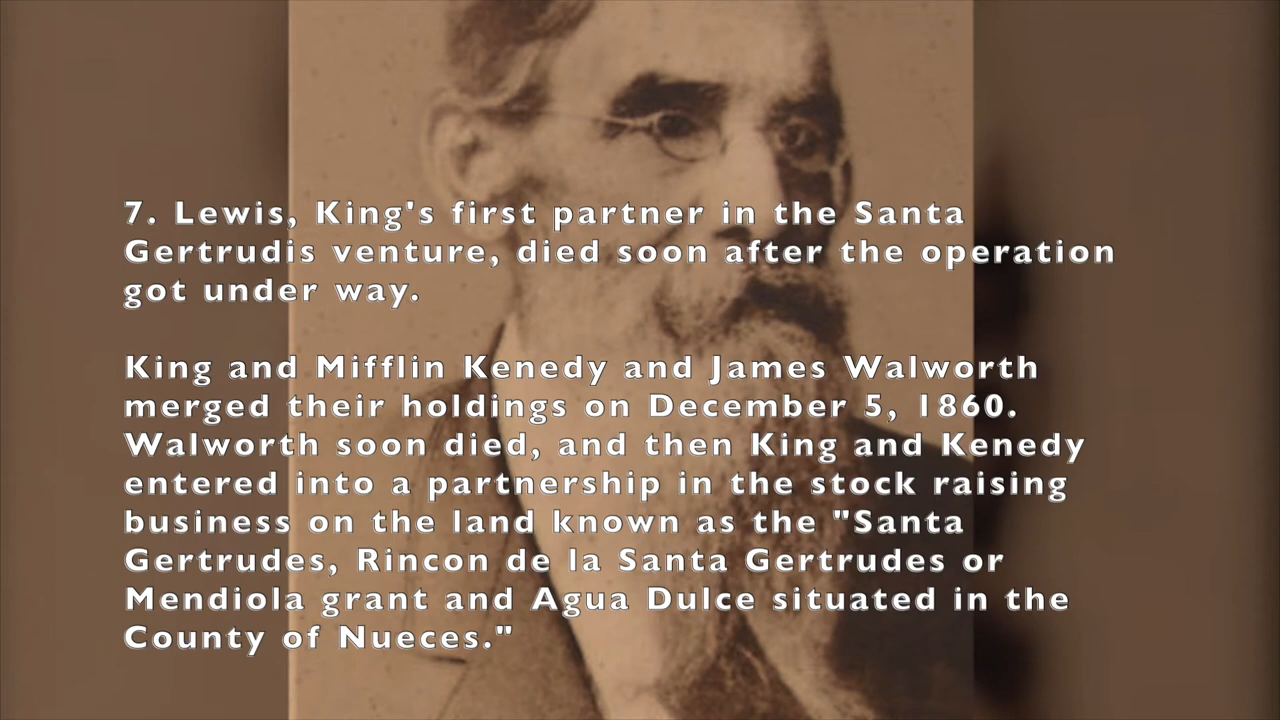 7. Lewis, King's first partner in the Santa
Gertrudis venture, died soon after the operation
got under way.
King and Mifflin Kenedy and James Walworth
merged their holdings on December 5, 1860.
Walworth soon died, and then King and Kenedy
entered into a partnership in the stock raising
business on the land known as the "Santa
Gertrudes, Rincon de la Santa Gertrudes or
Mendiola grant and Agua Dulce situated in the
County of Nueces."